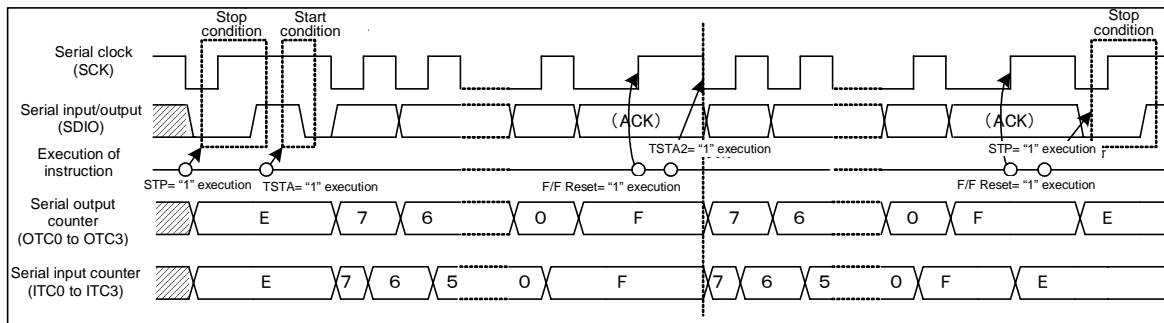 Stop
condition
Start
condition
Stop
condition
Serial clock
(SCK)
Serial input/output
(SDIO)
(ACK)
(ACK)
TSTA2= “1” execution
STP= “1” execution
Execution of
instruction
STP= “1” execution
TSTA= “1” execution
F/F Reset= “1” execution
F/F Reset= “1” execution
Serial output
counter
(OTC0 to OTC3)
E 7 6 0 F 7 6 0 F E
Serial input counter
(ITC0 to ITC3)
E 7 6 5 0 F 7 6 5 0 F E